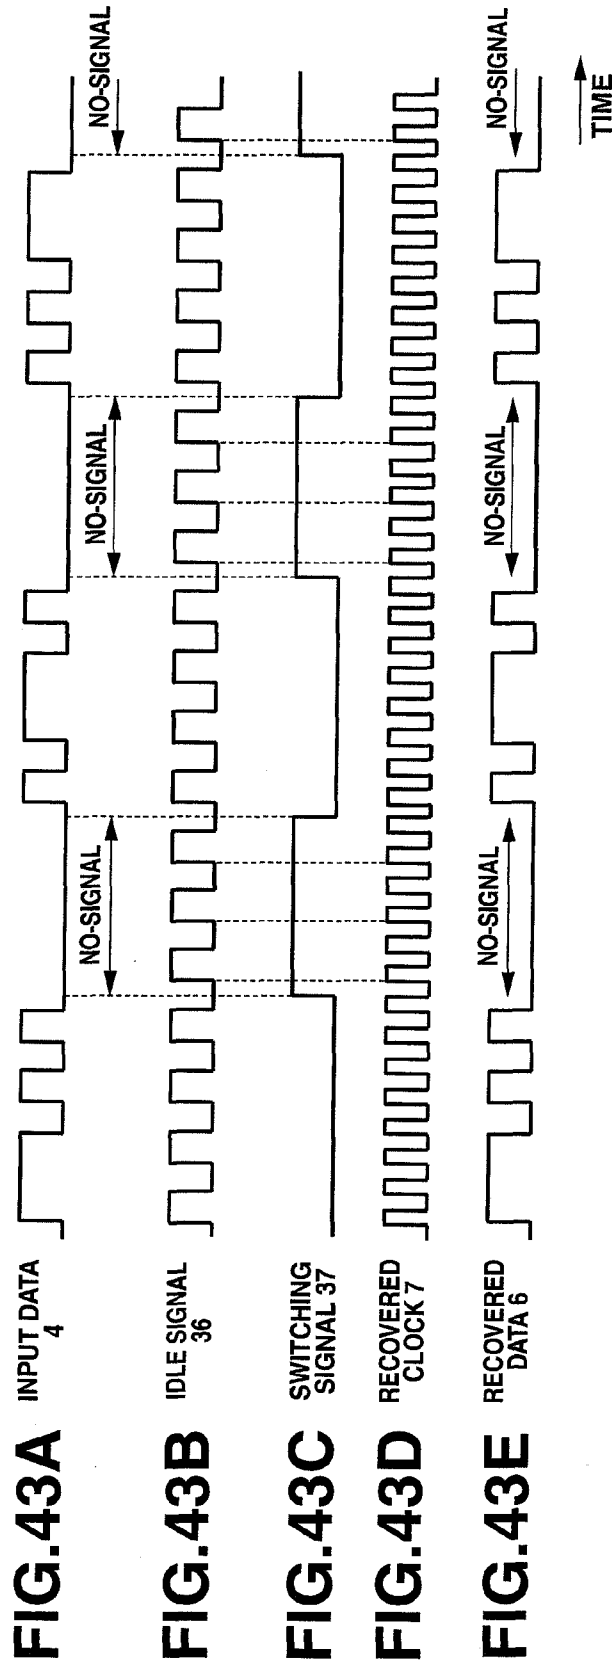 FIG.43A
INPUT DATA
4
NO-SIGNAL
NO-SIGNAL
NO-SIGNAL
FIG.43B
IDLE SIGNAL
36
FIG.43C
SWITCHING
SIGNAL 37
FIG.43D
RECOVERED
CLOCK 7
FIG.43E
RECOVERED
DATA 6
NO-SIGNAL
NO-SIGNAL
NO-SIGNAL
TIME